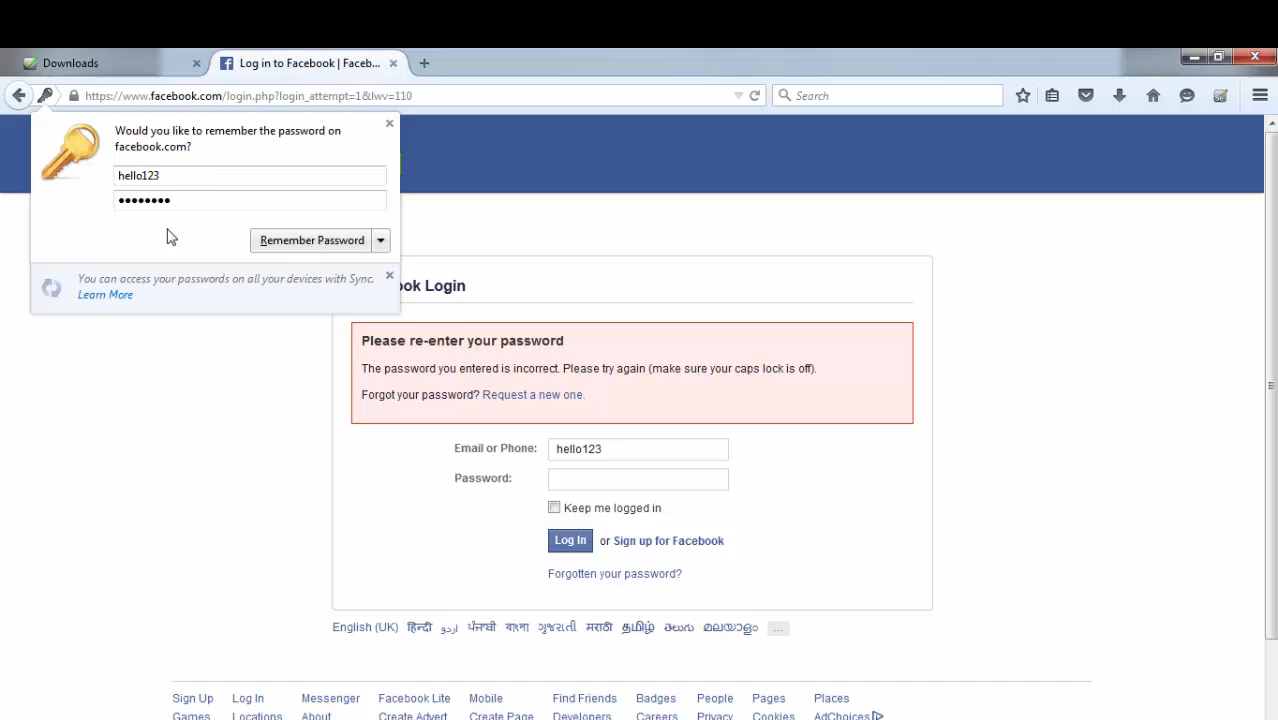 Downloads
Log in to Facebook | Faceb...
https://www.facebook.com/login.php?login_attempt=1&lwv=110
Search
Would you like to remember the password on
facebook.com?
hello123
••••••••
Remember Password
You can access your passwords on all your devices with Sync.
Learn More
ok Login
Please re-enter your password
The password you entered is incorrect. Please try again (make sure your caps lock is off).
Forgot your password? Request a new one.
Email or Phone: hello123
Password:
Keep me logged in
Log In or Sign up for Facebook
Forgotten your password?
English (UK) हिन्दी اردو ਪੰਜਾਬੀ বাংলা ગુજરાતી मराठी தமிழ் తెలుగు മലയാളം ...
Sign Up Log In Messenger Facebook Lite Mobile Find Friends Badges People Pages Places
Games Locations About Create Advert Create Page Developers Careers Privacy Cookies AdChoices